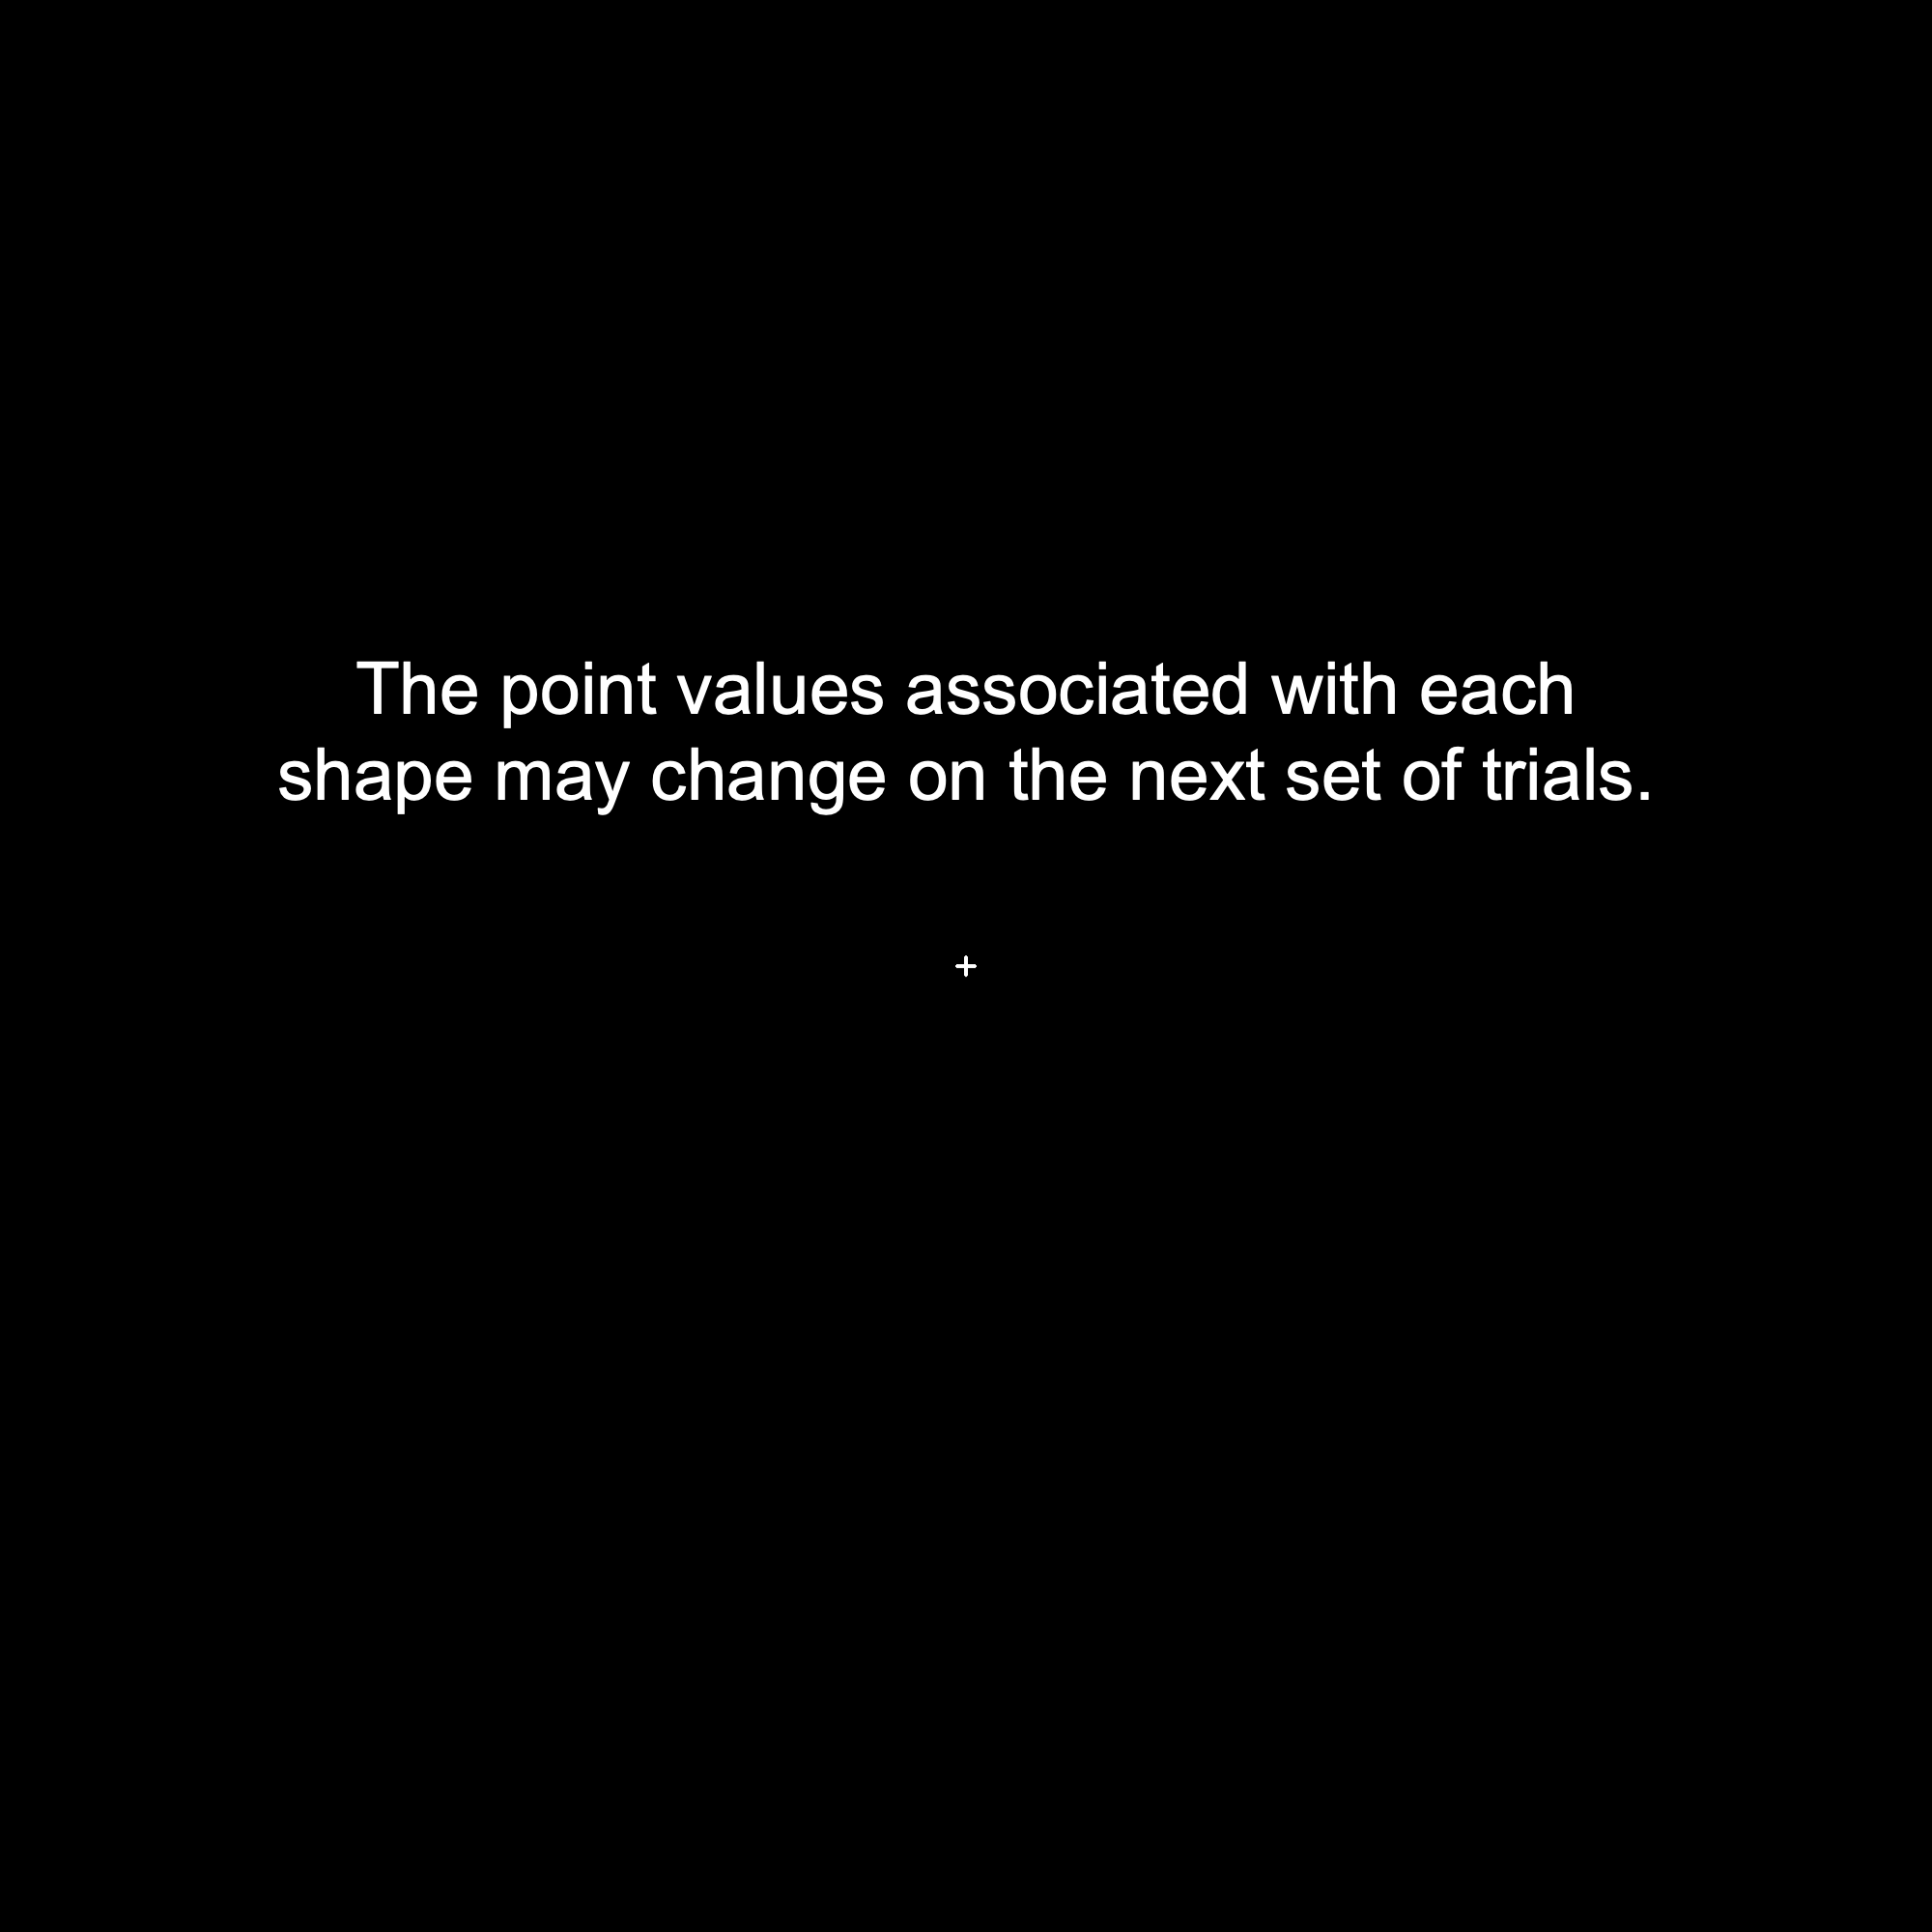 The point values associated with each
shape may change on the next set of trials.